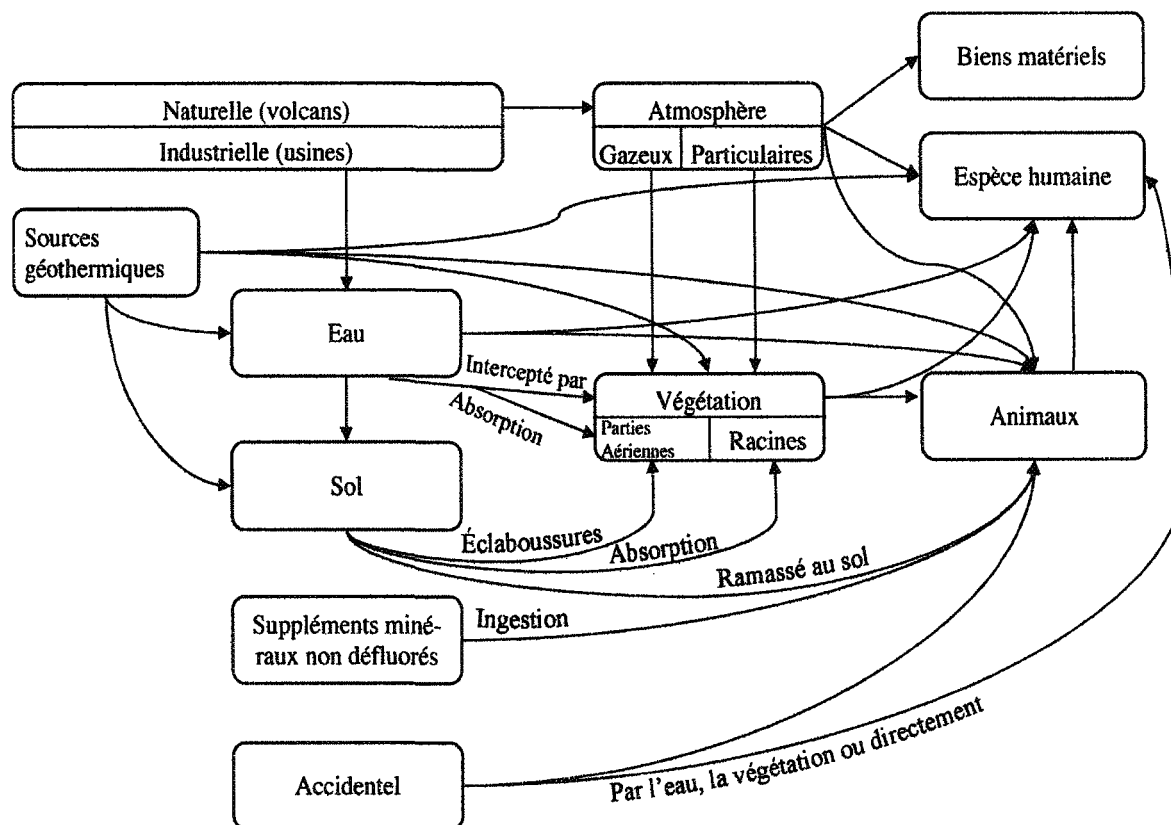 Biens matériels
Naturelle (volcans)
Industrielle (usines)
Atmosphère
Gazeux
Particulaires
Espèce humaine
Sources
géothermiques
Eau
Intercepté par
Absorption
Végétation
Parties
Aériennes
Racines
Animaux
Sol
Éclaboussures
Absorption
Ramassé au sol
Suppléments miné-
raux non défluorés
Ingestion
Accidentel
Par l'eau, la végétation ou directement